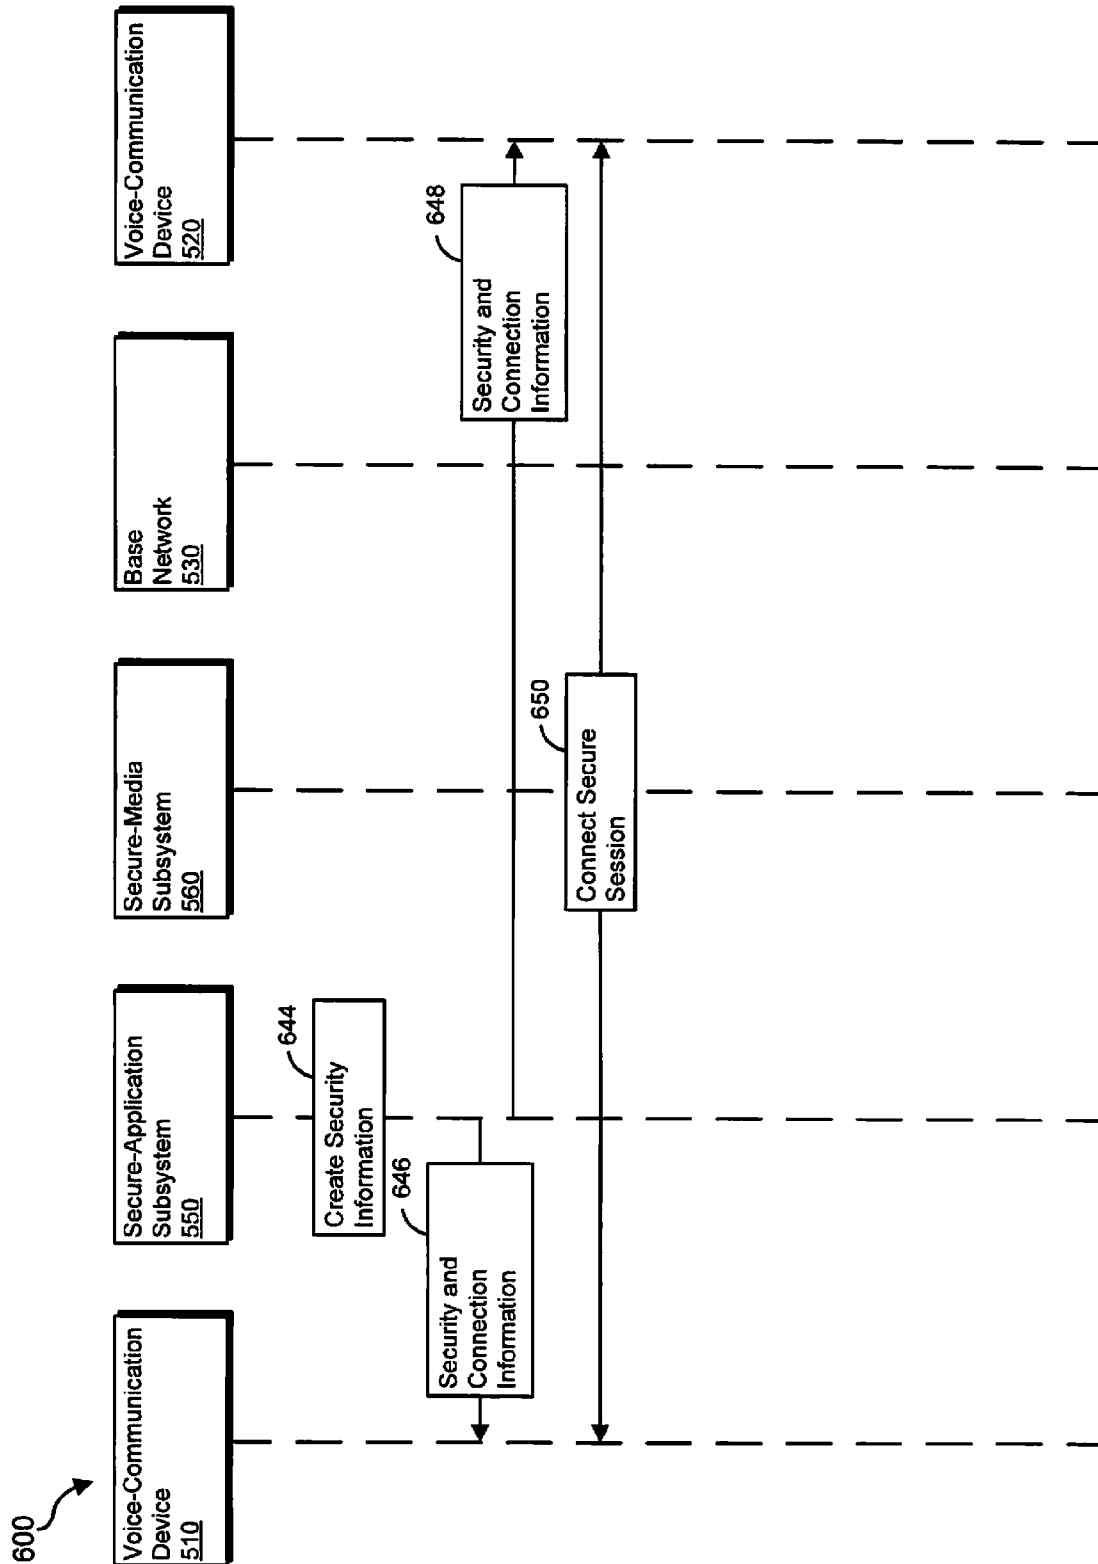 600
Voice-Communication
Device
510
Secure-Application
Subsystem
550
Secure-Media
Subsystem
560
Base
Network
530
Voice-Communication
Device
520
644
Create Security
Information
646
Security and
Connection
Information
648
Security and
Connection
Information
650
Connect Secure
Session